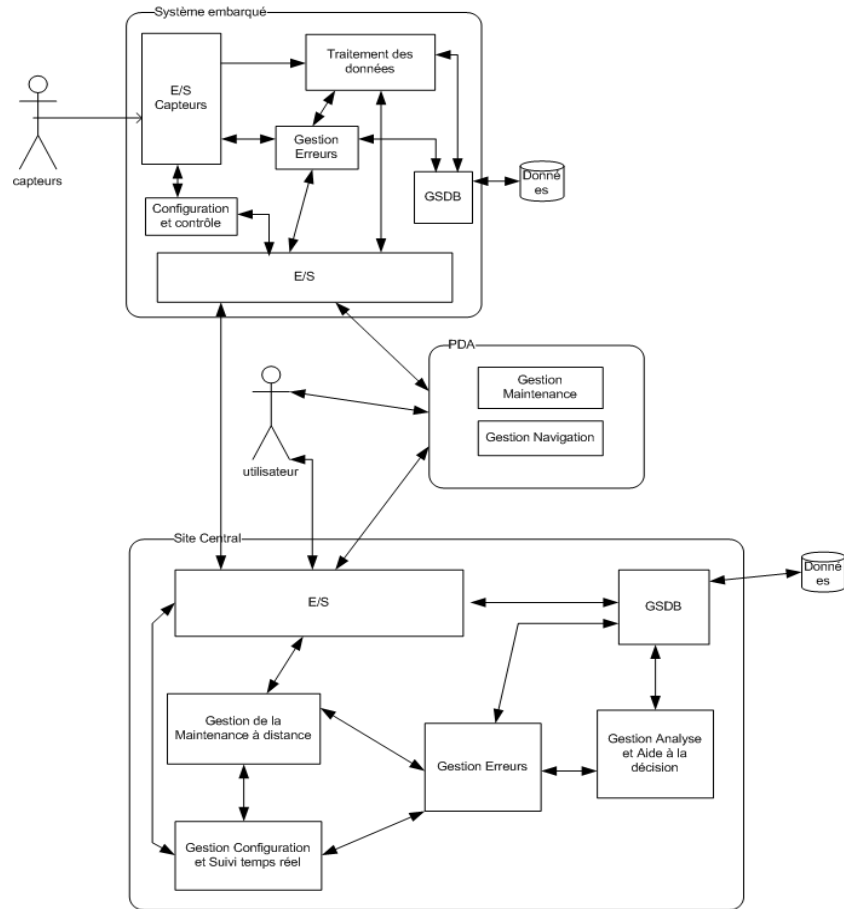 Système embarqué
E/S
Capteurs
Traitement des
données
Gestion
Erreurs
capteurs
Configuration
et contrôle
GSDB
Donné
es
E/S
PDA
Gestion
Maintenance
Gestion Navigation
utilisateur
Site Central
E/S
GSDB
Donné
es
Gestion de la
Maintenance à distance
Gestion Erreurs
Gestion Analyse
et Aide à la
décision
Gestion Configuration
et Suivi temps réel